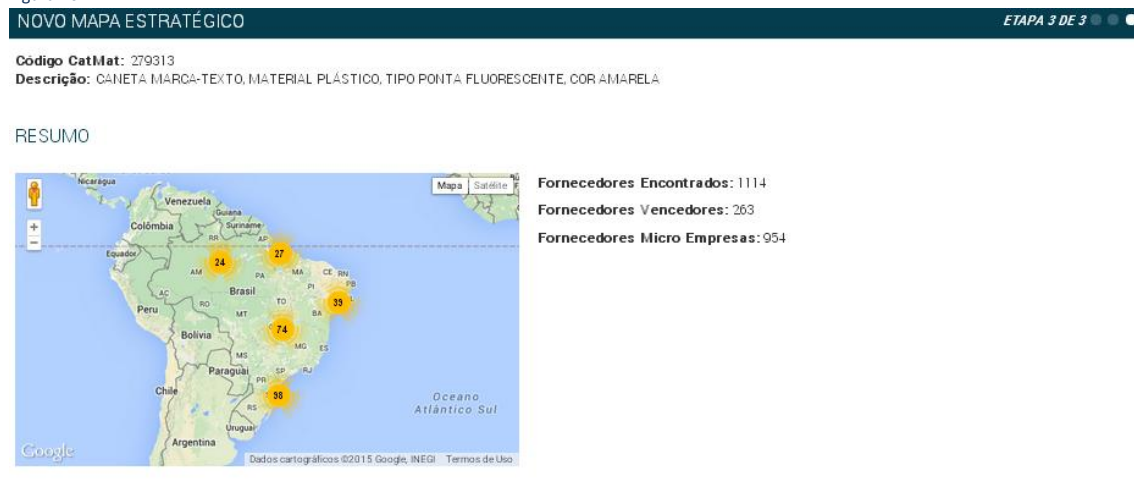 NOVO MAPA ESTRATÉGICO
ETAPA 3 DE 3
Código CatMat: 279313
Descrição: CANETA MARCA-TEXTO, MATERIAL PLÁSTICO, TIPO PONTA FLUORESCENTE, COR AMARELA
RESUMO
Fornecedores Encontrados: 1114
Fornecedores Vencedores: 263
Fornecedores Micro Empresas: 954
Mapa Satélite
Nicarágua
Venezuela
Guiana
Colômbia
Suriname
RR AP
Equador
24
27
AM PA MA CE RN
PB
PI
AC
Brasil
RO TO
39
Peru
MT
BA
74
Bolívia
MG ES
MS
SP RJ
Paraguai
PR
Chile
98
Oceano
Atlântico Sul
RS
Uruguai
Argentina
Google
Dados cartográficos ©2015 Google, INEGI Termos de Uso